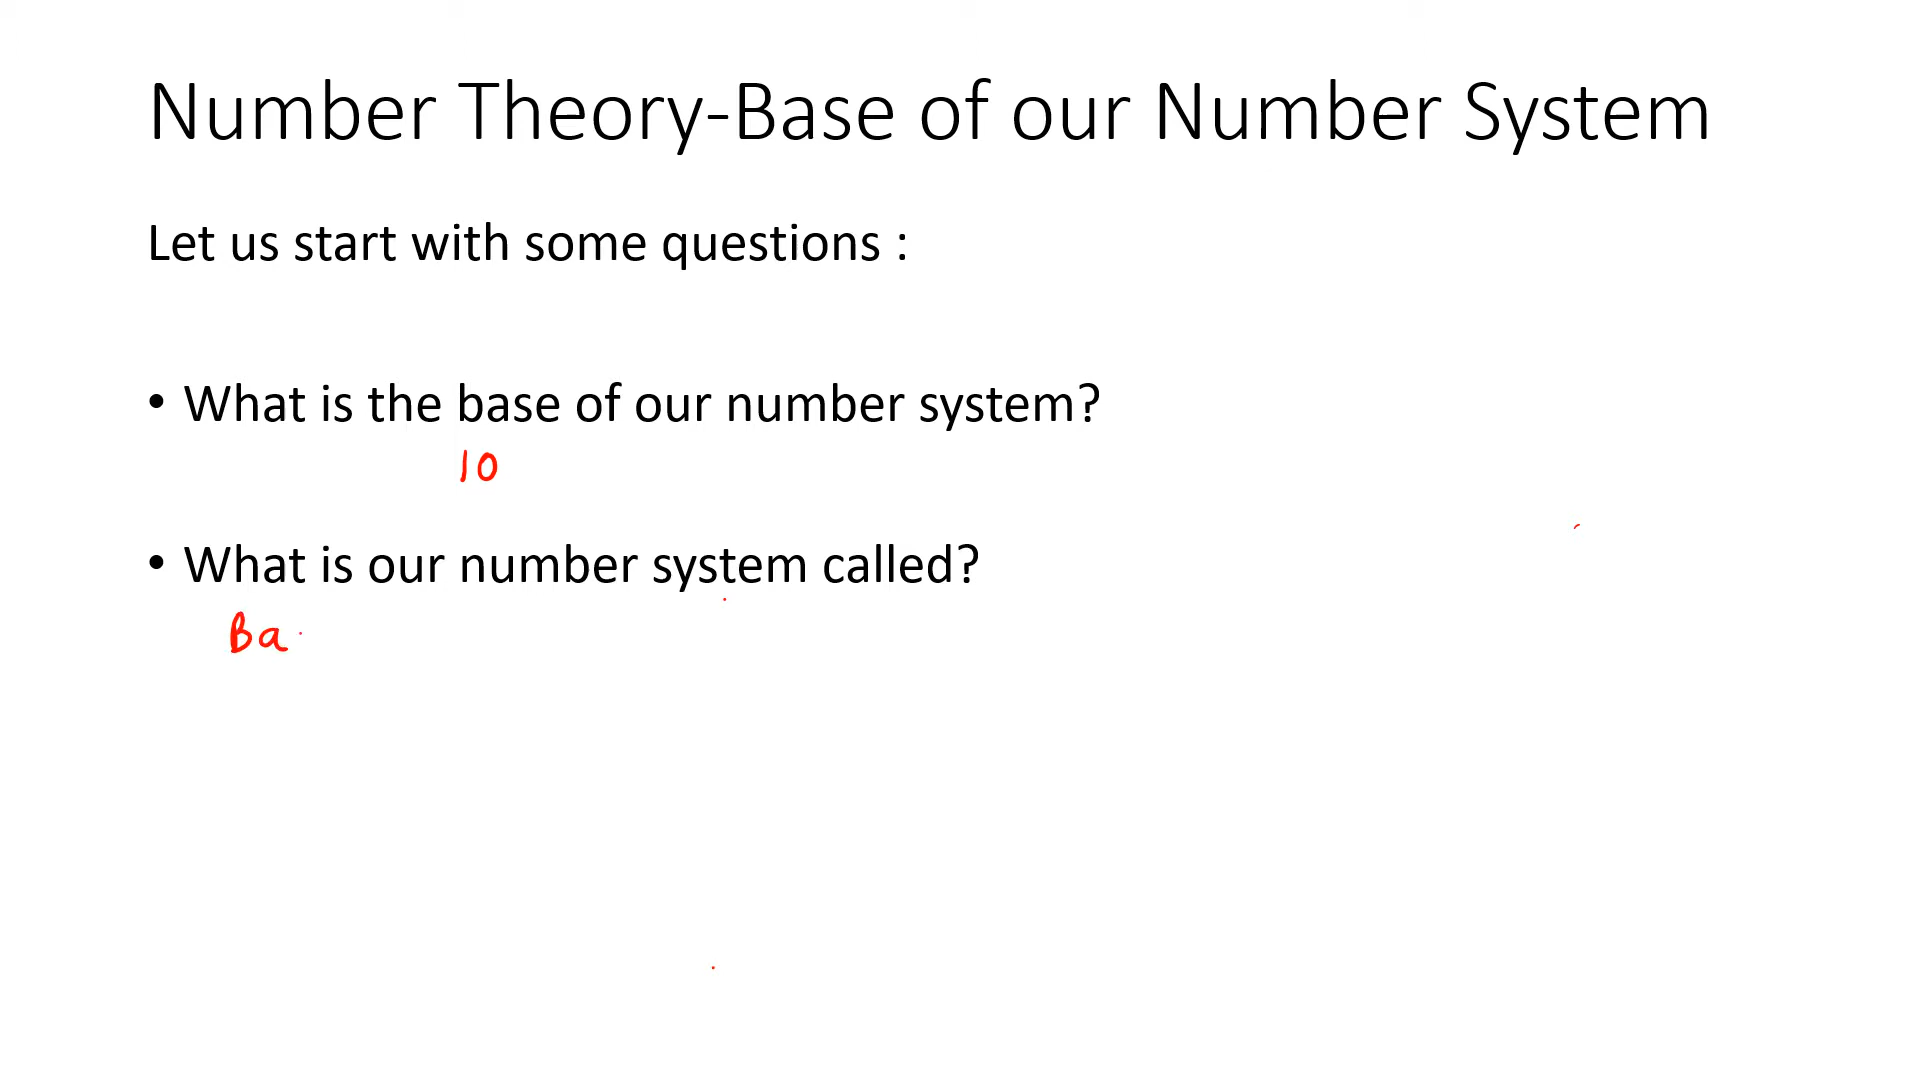 Number Theory-Base of our Number System
Let us start with some questions :
• What is the base of our number system?
10
• What is our number system called?
Ba